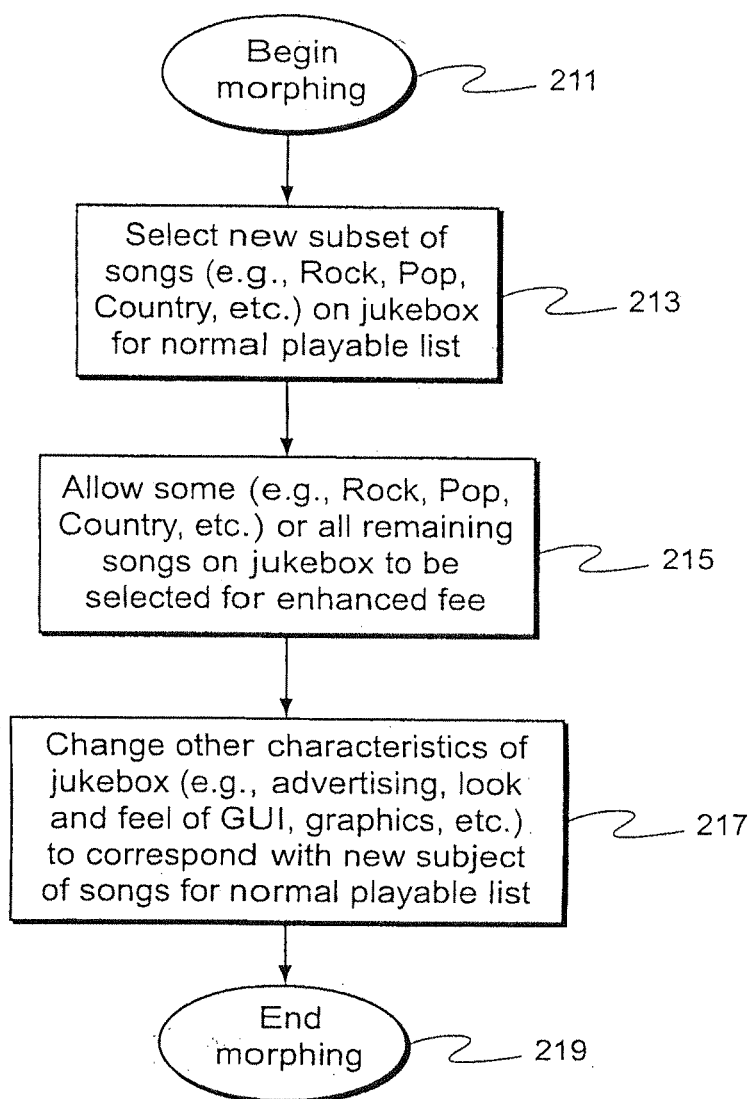 Begin
morphing
211
Select new subset of
songs (e.g., Rock, Pop,
Country, etc.) on jukebox
for normal playable list
213
Allow some (e.g., Rock, Pop,
Country, etc.) or all remaining
songs on jukebox to be
selected for enhanced fee
215
Change other characteristics of
jukebox (e.g., advertising, look
and feel of GUI, graphics, etc.)
to correspond with new subject
of songs for normal playable list
217
End
morphing
219